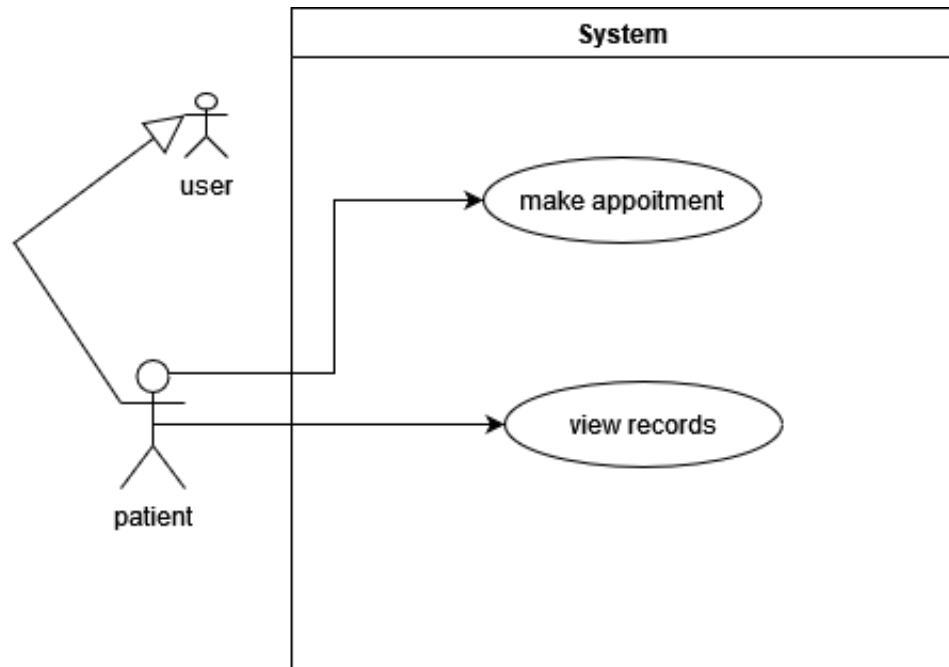 System
user
make appoitment
view records
patient